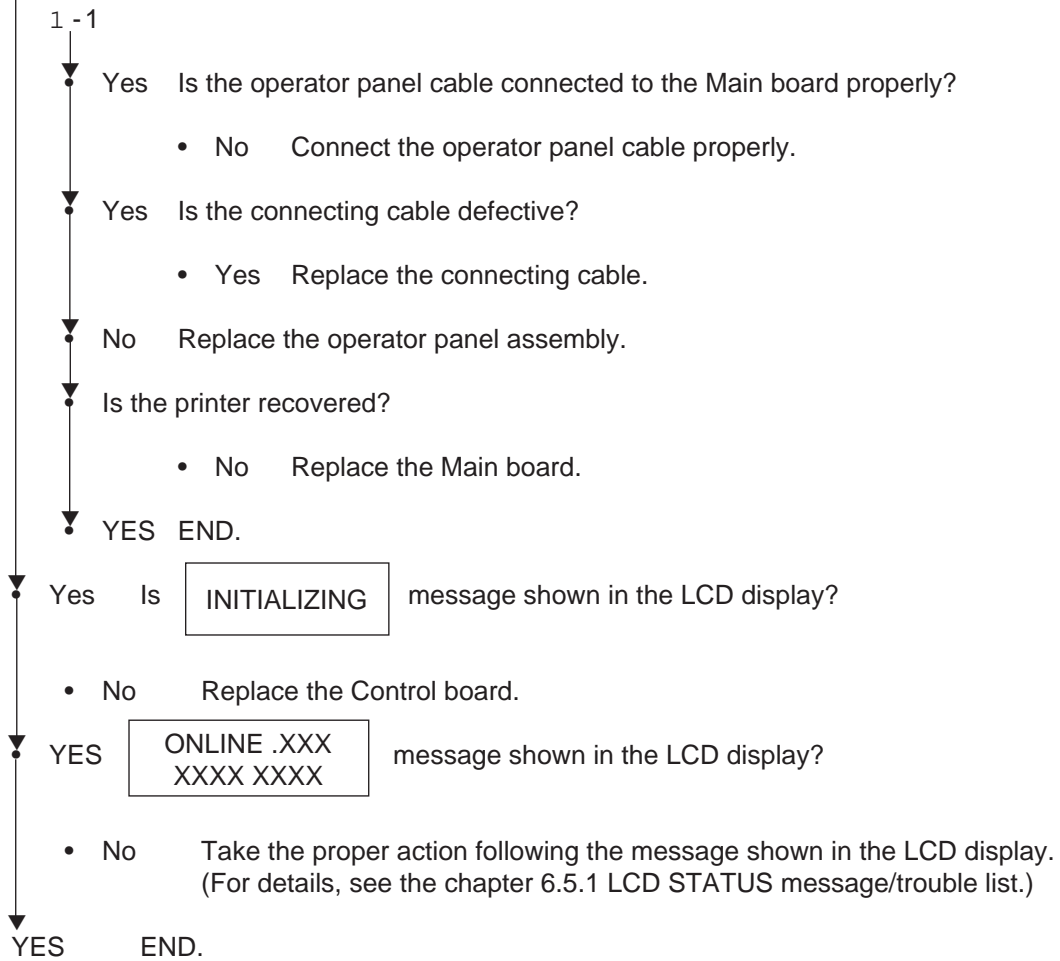 1-1
Yes Is the operator panel cable connected to the Main board properly?
• No Connect the operator panel cable properly.
Yes Is the connecting cable defective?
• Yes Replace the connecting cable.
No Replace the operator panel assembly.
Is the printer recovered?
• No Replace the Main board.
YES END.
Yes Is INITIALIZING message shown in the LCD display?
• No Replace the Control board.
YES ONLINE .XXX
XXXX XXXX message shown in the LCD display?
• No Take the proper action following the message shown in the LCD display.
(For details, see the chapter 6.5.1 LCD STATUS message/trouble list.)
YES END.